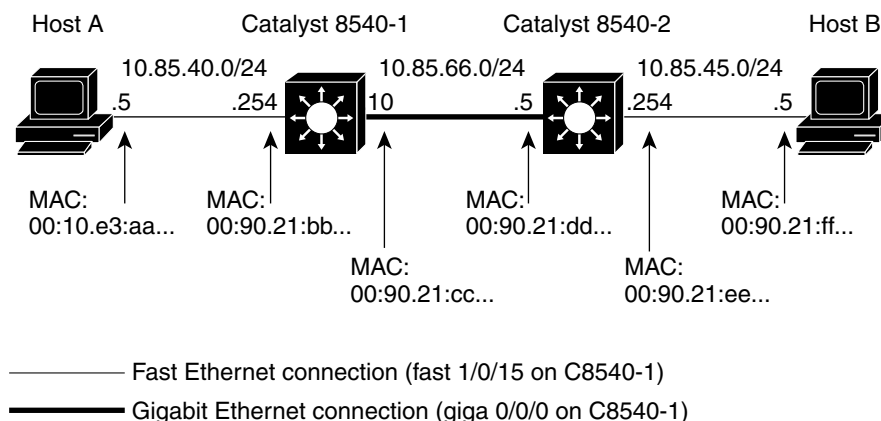 Host A Catalyst 8540-1 Catalyst 8540-2 Host B
10.85.40.0/24 10.85.66.0/24 10.85.45.0/24
.5 .254 10 .5 .254 .5
MAC: MAC: MAC: MAC:
00:10.e3:aa... 00:90.21:bb... 00:90.21:dd... 00:90.21:ff...
MAC: MAC:
00:90.21:cc... 00:90.21:ee...
Fast Ethernet connection (fast 1/0/15 on C8540-1)
Gigabit Ethernet connection (giga 0/0/0 on C8540-1)